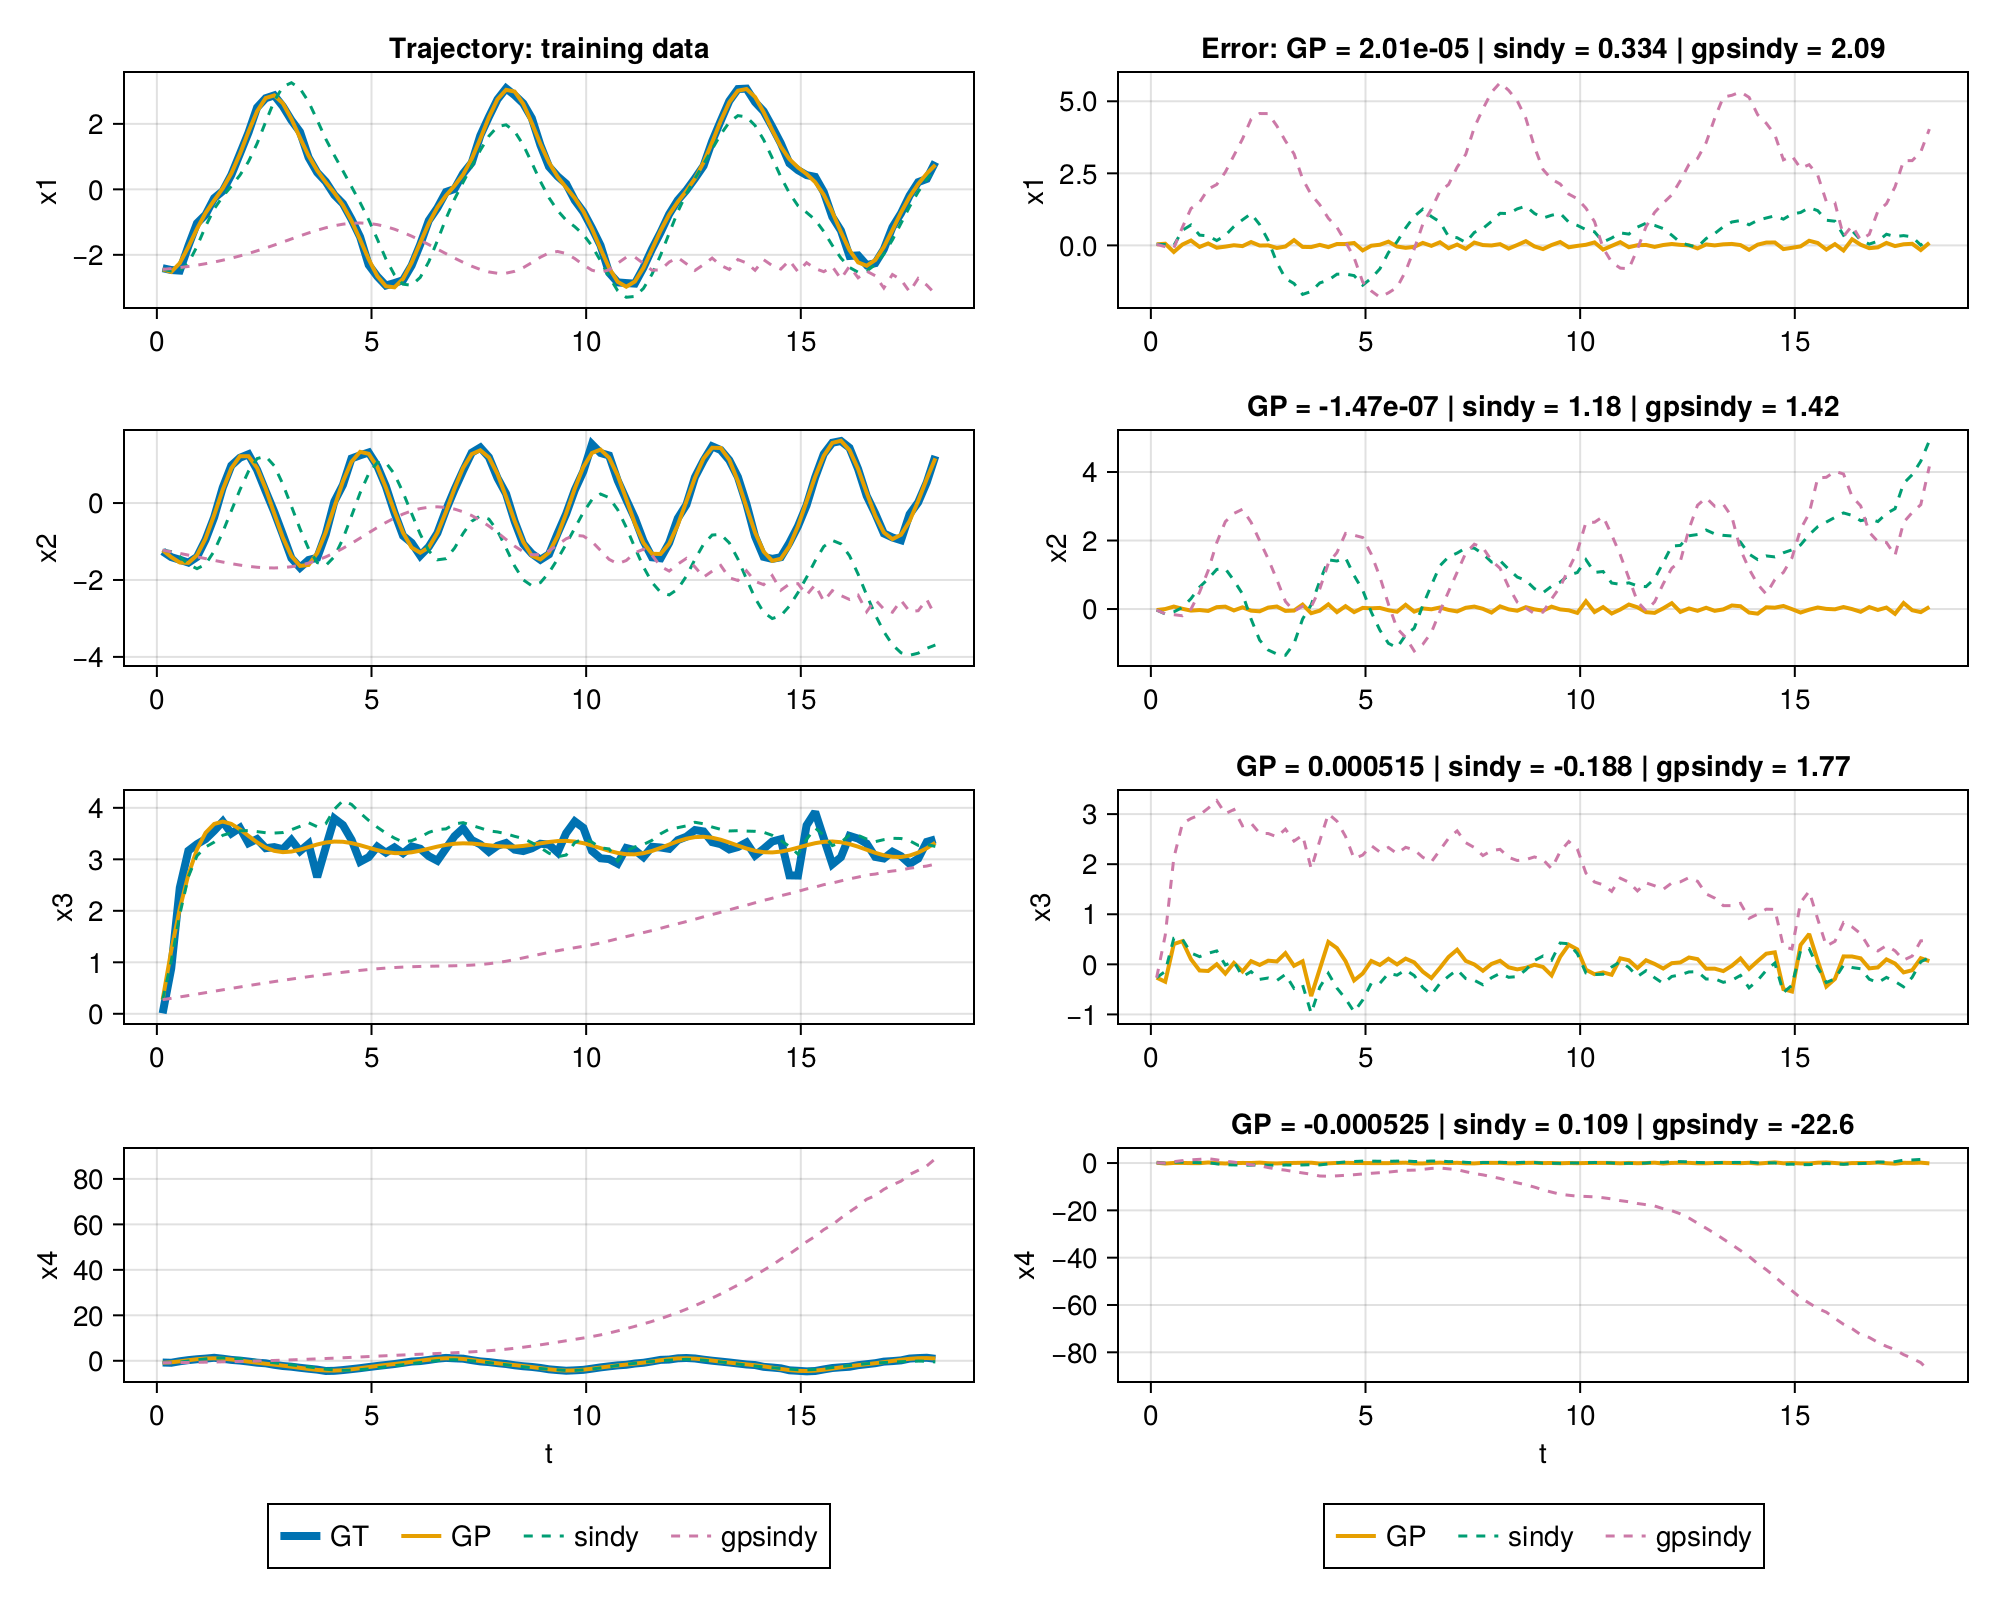 Trajectory: training data
Error: GP = 2.01e-05 | sindy = 0.334 | gpsindy = 2.09
x1
2
0
−2
0 5 10 15
x1
5.0
2.5
0.0
0 5 10 15
GP = -1.47e-07 | sindy = 1.18 | gpsindy = 1.42
x2
0
−2
−4
0 5 10 15
x2
4
2
0
0 5 10 15
GP = 0.000515 | sindy = -0.188 | gpsindy = 1.77
x3
4
3
2
1
0
0 5 10 15
x3
3
2
1
0
−1
0 5 10 15
GP = -0.000525 | sindy = 0.109 | gpsindy = -22.6
x4
80
60
40
20
0
0 5 10 15
t
x4
0
−20
−40
−60
−80
0 5 10 15
t
GT GP sindy gpsindy
GP sindy gpsindy